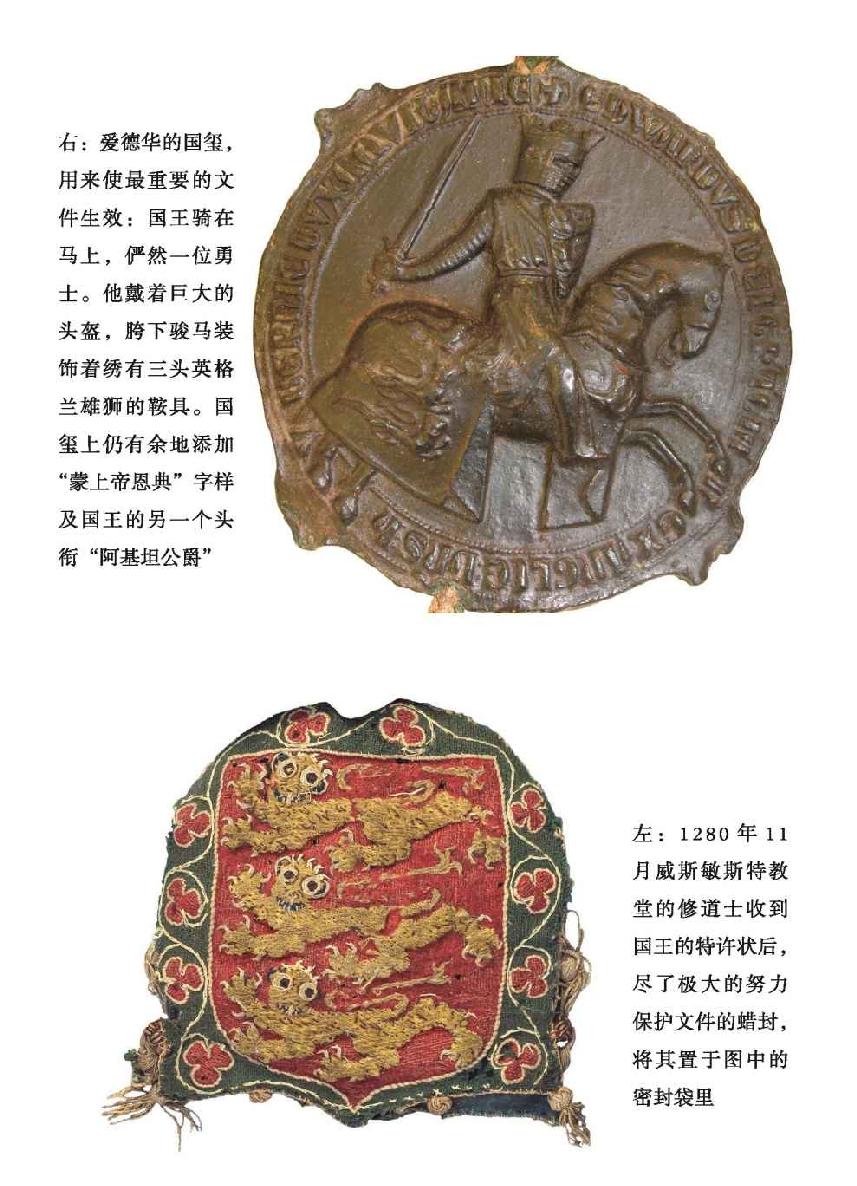 右：爱德华的国玺，
用来使最重要的文
件生效：国王骑在
马上，俨然一位勇
士。他戴着巨大的
头盔，胯下骏马装
饰着绣有三头英格
兰雄狮的鞍具。国
玺上仍有余地添加
“蒙上帝恩典”字样
及国王的另一个头
衔“阿基坦公爵”
左：1280 年 11
月威斯敏斯特教
堂的修道士收到
国王的特许状后，
尽了极大的努力
保护文件的蜡封，
将其置于图中的
密封袋里